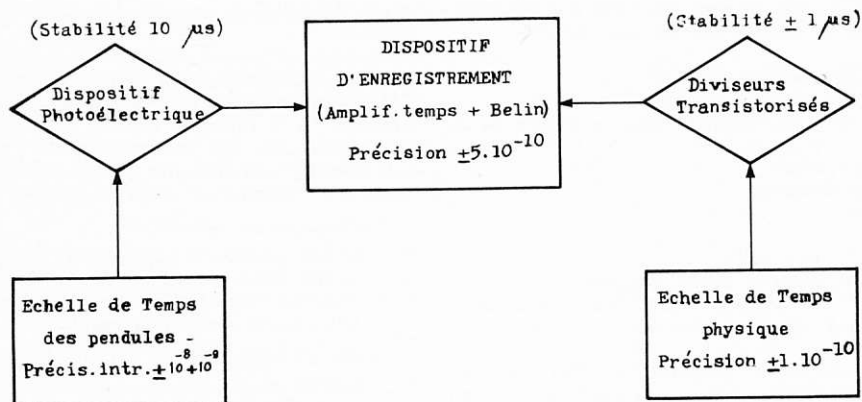 (Stabilité 10 µs)
Dispositif
Photoélectrique
DISPOSITIF
D'ENREGISTREMENT
(Amplif.temps + Belin)
Précision ±5.10⁻¹⁰
(Stabilité ± 1 µs)
Diviseurs
Transistorisés
Echelle de Temps
des pendules -
Précis.intr.±10⁻⁸+10⁻⁹
Echelle de Temps
physique
Précision ±1.10⁻¹⁰